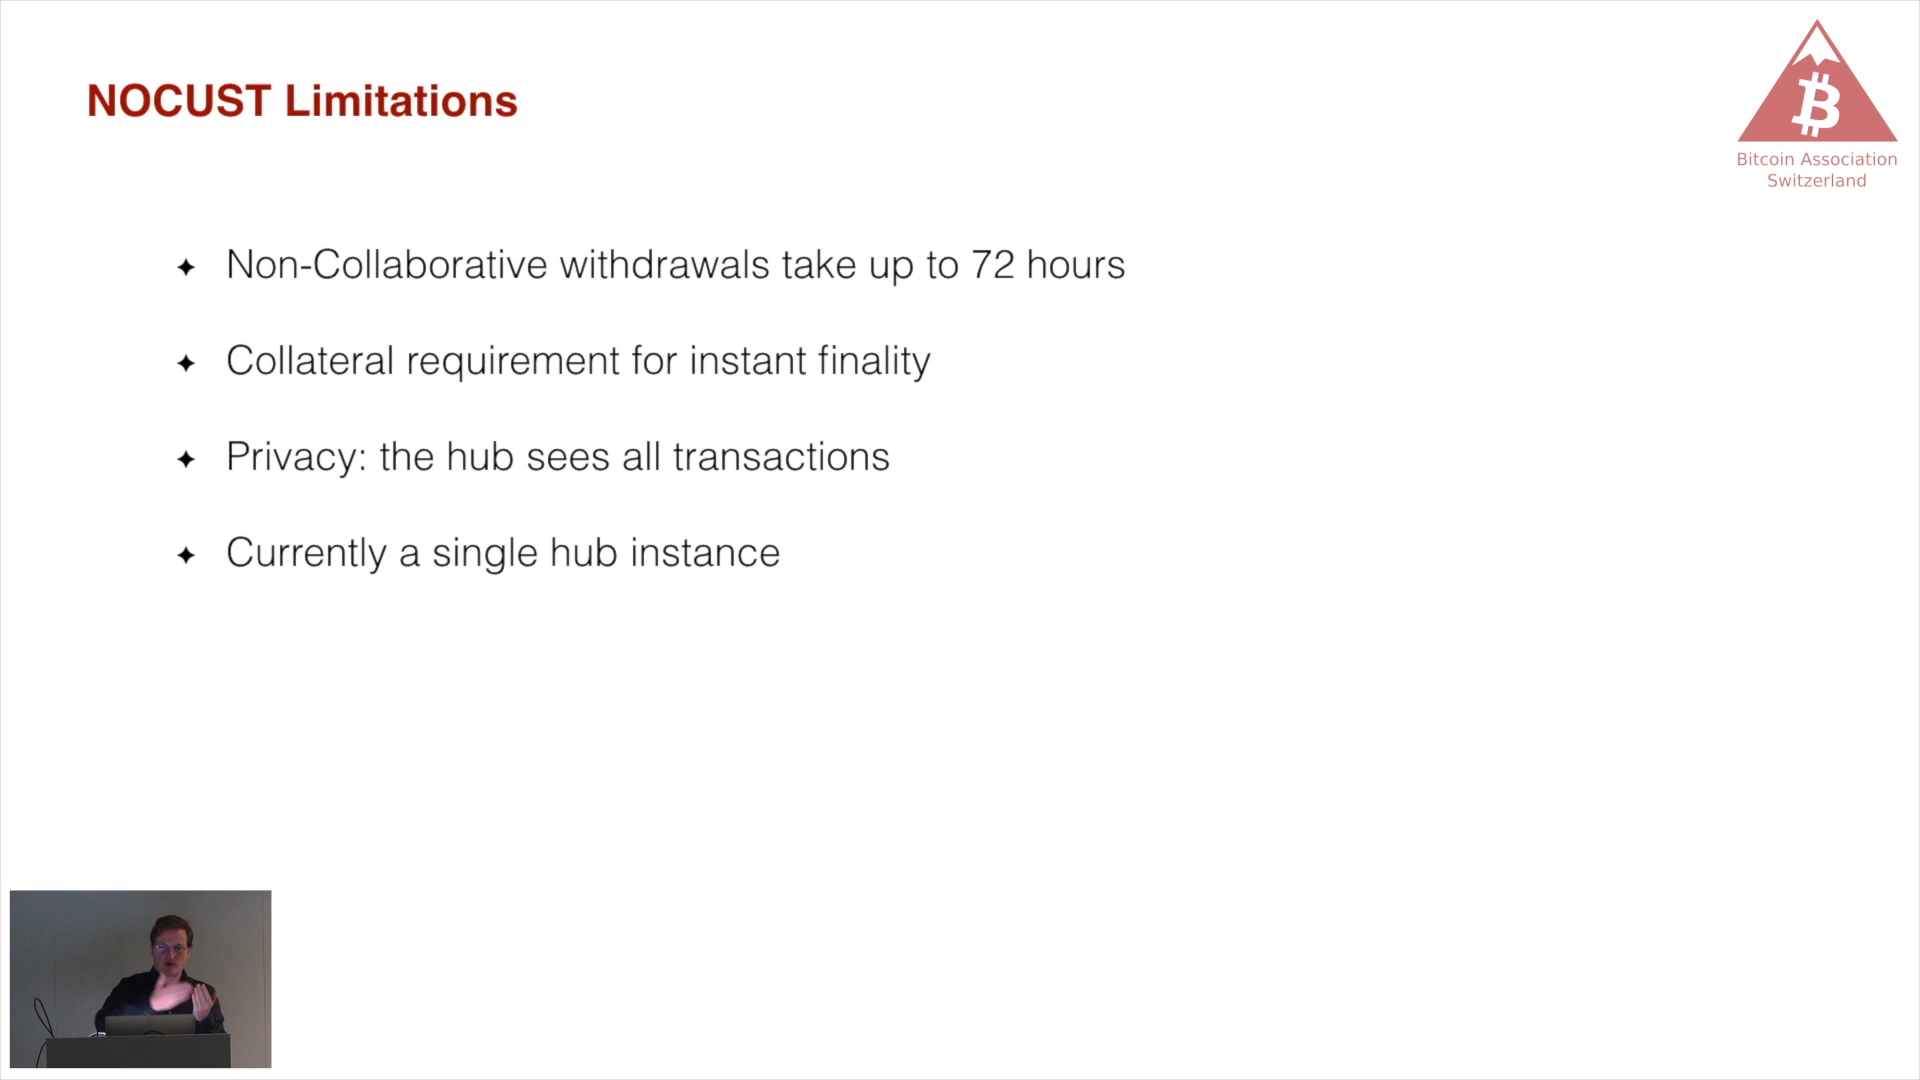 NOCUST Limitations
Bitcoin Association
Switzerland
Non-Collaborative withdrawals take up to 72 hours
Collateral requirement for instant finality
Privacy: the hub sees all transactions
Currently a single hub instance